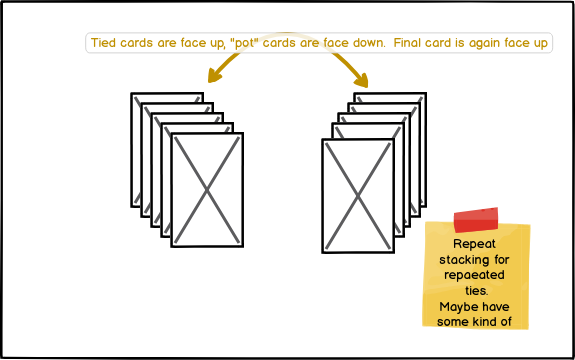 Tied cards are face up, "pot" cards are face down.  Final card is again face up
Repeat
stacking for
repaeated
ties.
Maybe have
some kind of